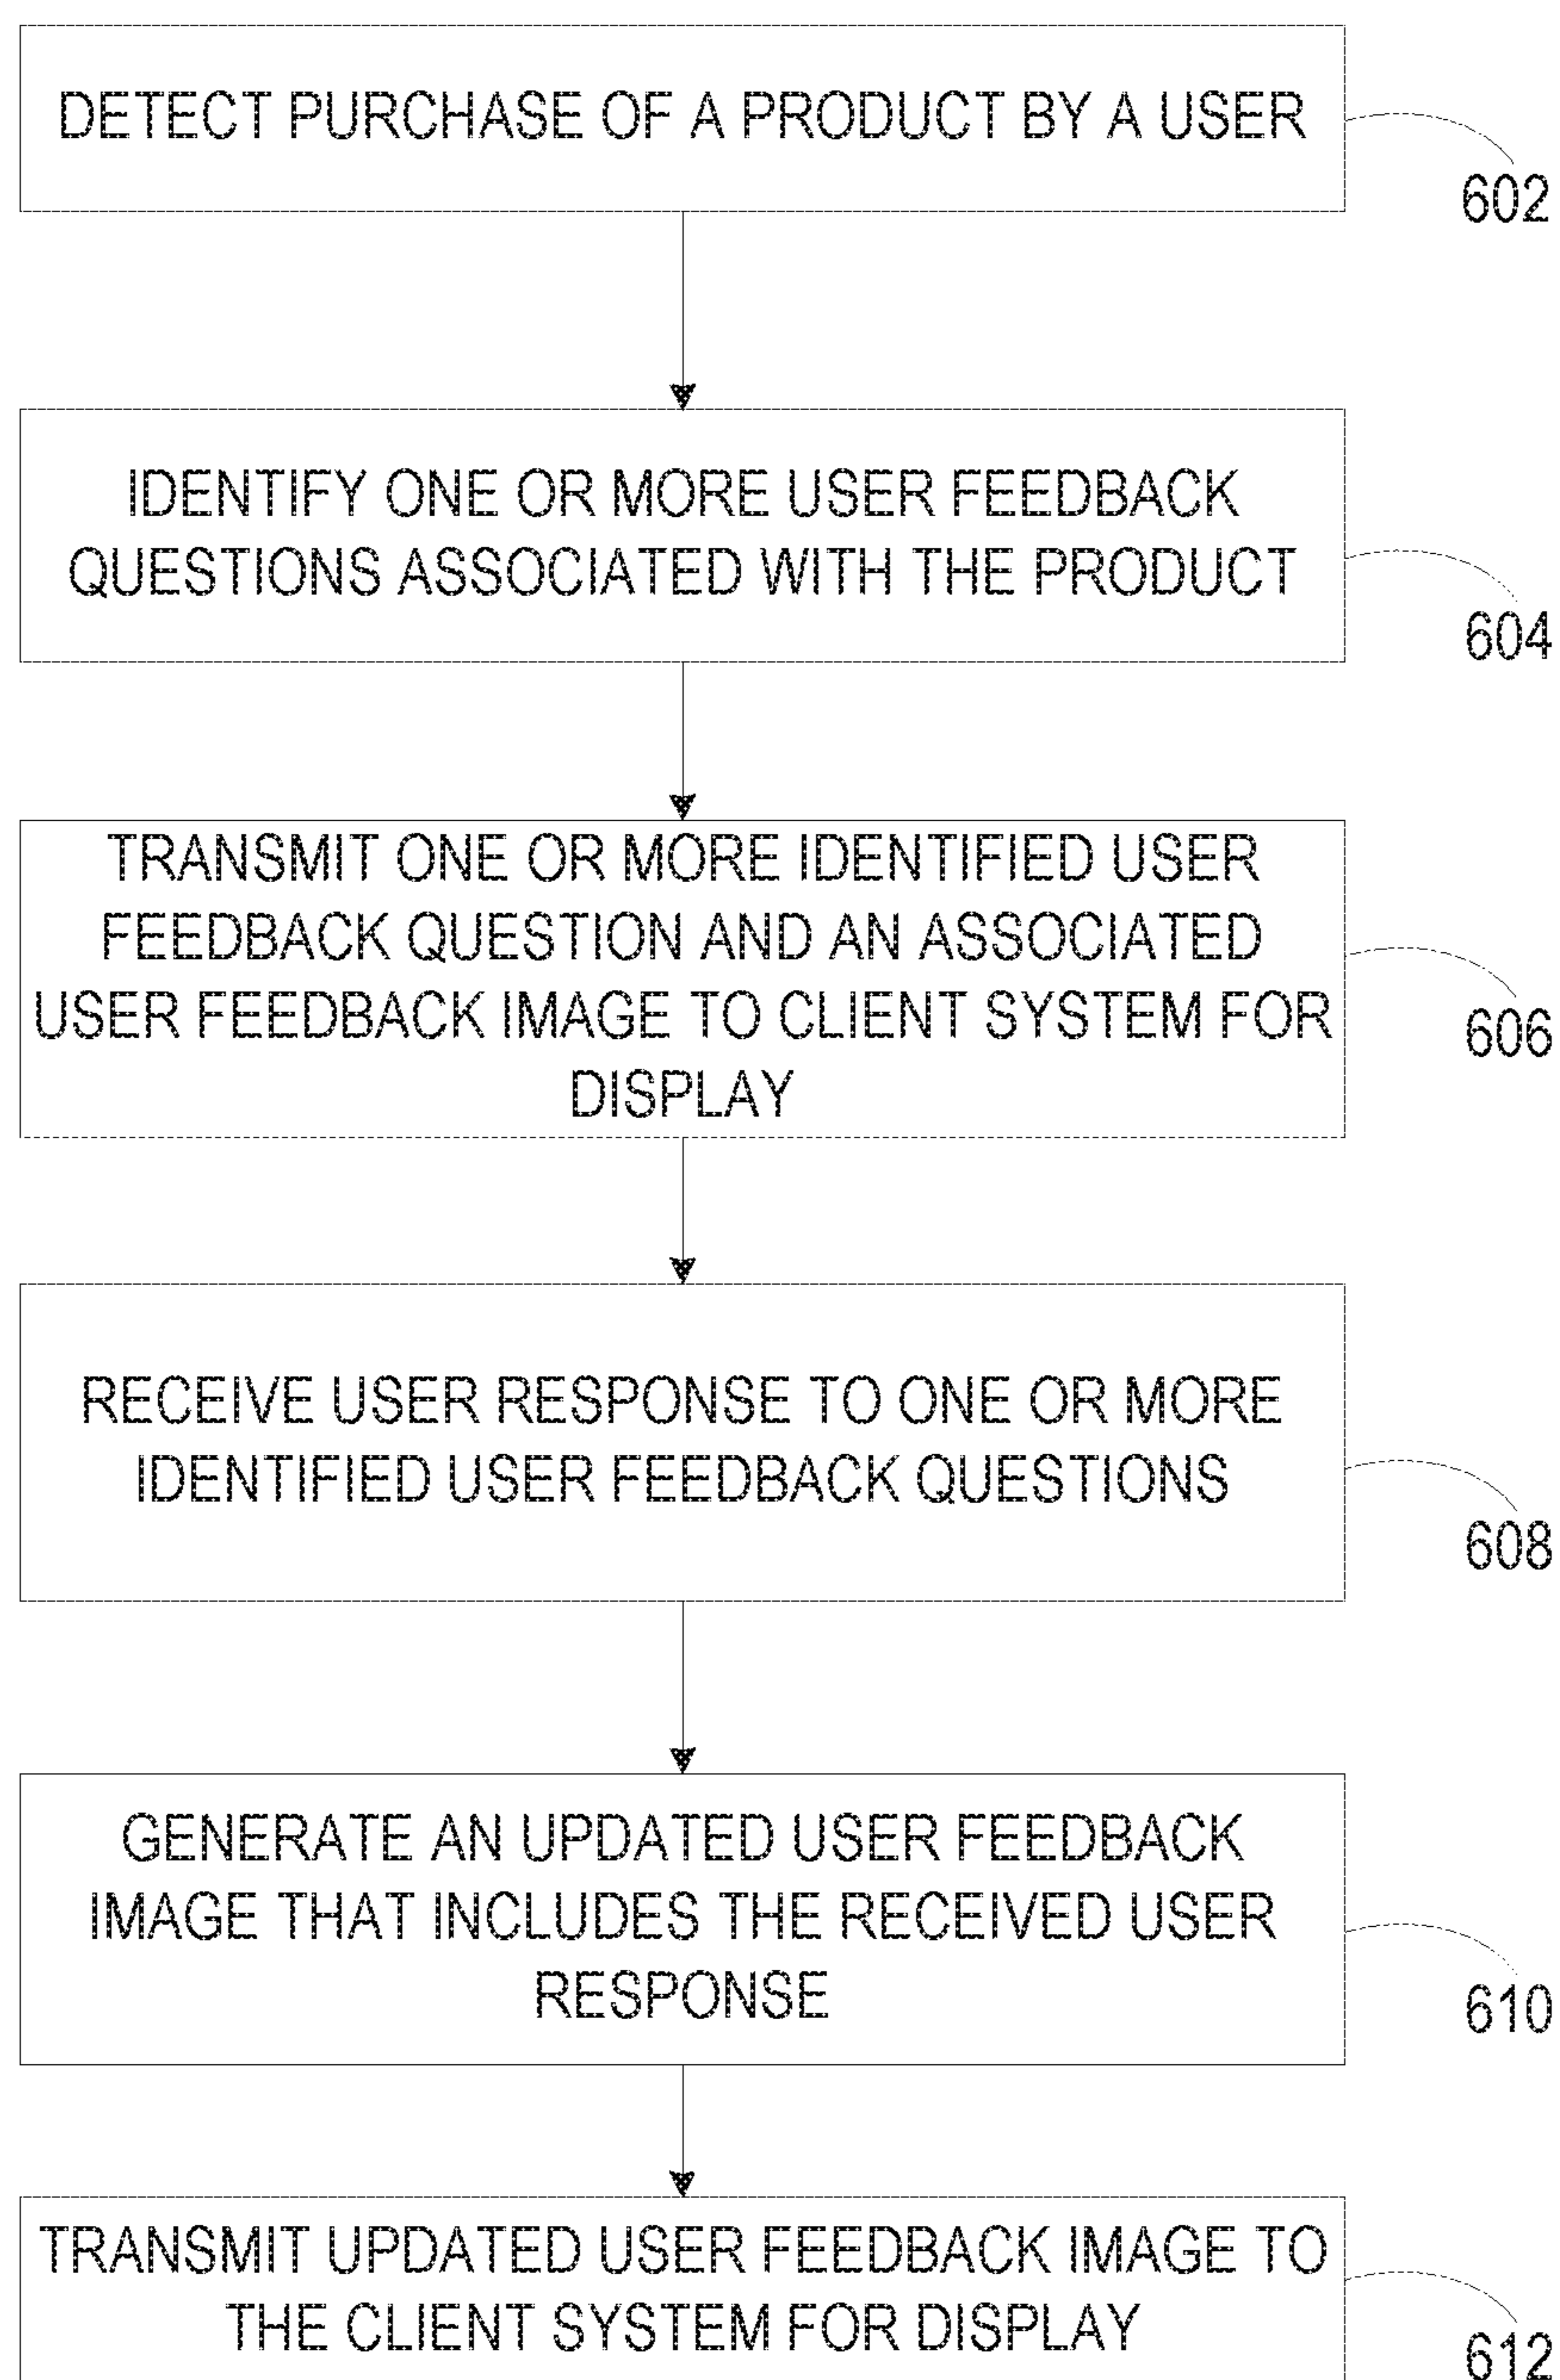 DETECT PURCHASE OF A PRODUCT BY A USER
602
IDENTIFY ONE OR MORE USER FEEDBACK
QUESTIONS ASSOCIATED WITH THE PRODUCT
604
TRANSMIT ONE OR MORE IDENTIFIED USER
FEEDBACK QUESTION AND AN ASSOCIATED
USER FEEDBACK IMAGE TO CLIENT SYSTEM FOR
DISPLAY
606
RECEIVE USER RESPONSE TO ONE OR MORE
IDENTIFIED USER FEEDBACK QUESTIONS
608
GENERATE AN UPDATED USER FEEDBACK
IMAGE THAT INCLUDES THE RECEIVED USER
RESPONSE
610
TRANSMIT UPDATED USER FEEDBACK IMAGE TO
THE CLIENT SYSTEM FOR DISPLAY
612